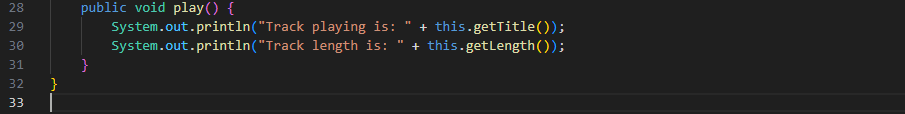 28 public void play() {
29 System.out.println("Track playing is: " + this.getTitle());
30 System.out.println("Track length is: " + this.getLength());
31 }
32 }
33